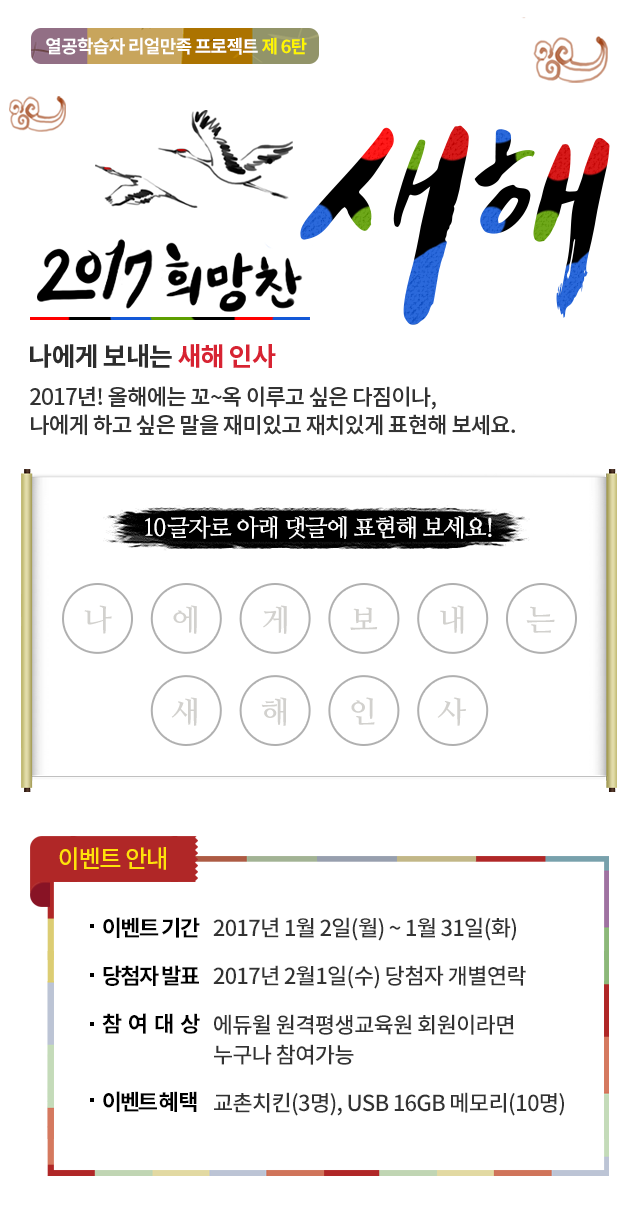 열공학습자 리얼만족 프로젝트 제 6탄
2017 희망찬 새해
나에게 보내는 새해 인사
2017년! 올해에는 꼬~옥 이루고 싶은 다짐이나,
나에게 하고 싶은 말을 재미있고 재치있게 표현해 보세요.
10글자로 아래 댓글에 표현해 보세요!
나 에 게 보 내 는
새 해 인 사
이벤트 안내
· 이벤트 기간 2017년 1월 2일(월) ~ 1월 31일(화)
· 당첨자 발표 2017년 2월1일(수) 당첨자 개별연락
· 참 여 대 상 에듀윌 원격평생교육원 회원이라면
누구나 참여가능
· 이벤트 혜택 교촌치킨(3명), USB 16GB 메모리(10명)